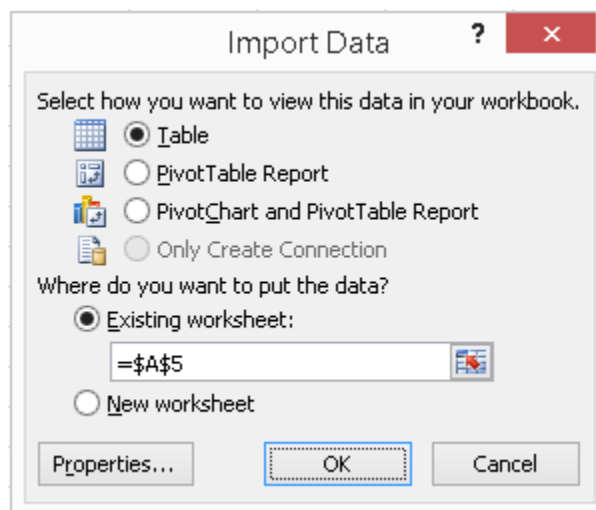 Import Data
?
Select how you want to view this data in your workbook.
Table
PivotTable Report
PivotChart and PivotTable Report
Only Create Connection
Where do you want to put the data?
Existing worksheet:
=$A$5
New worksheet
Properties... OK Cancel